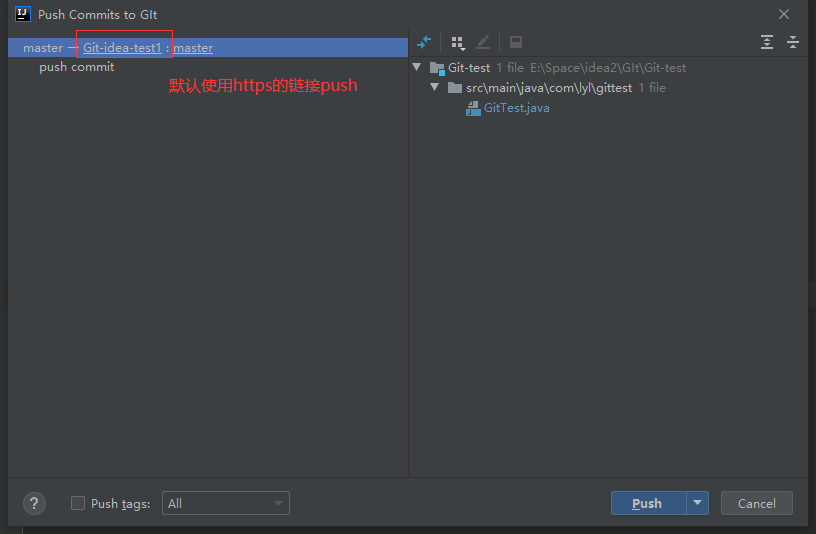 Push Commits to GIt
master → Git-idea-test1 : master
push commit
默认使用https的链接push
Git-test 1 file E:\Space\idea2\GIt\Git-test
src\main\java\com\lyl\gittest 1 file
GitTest.java
? Push tags: All
Push Cancel